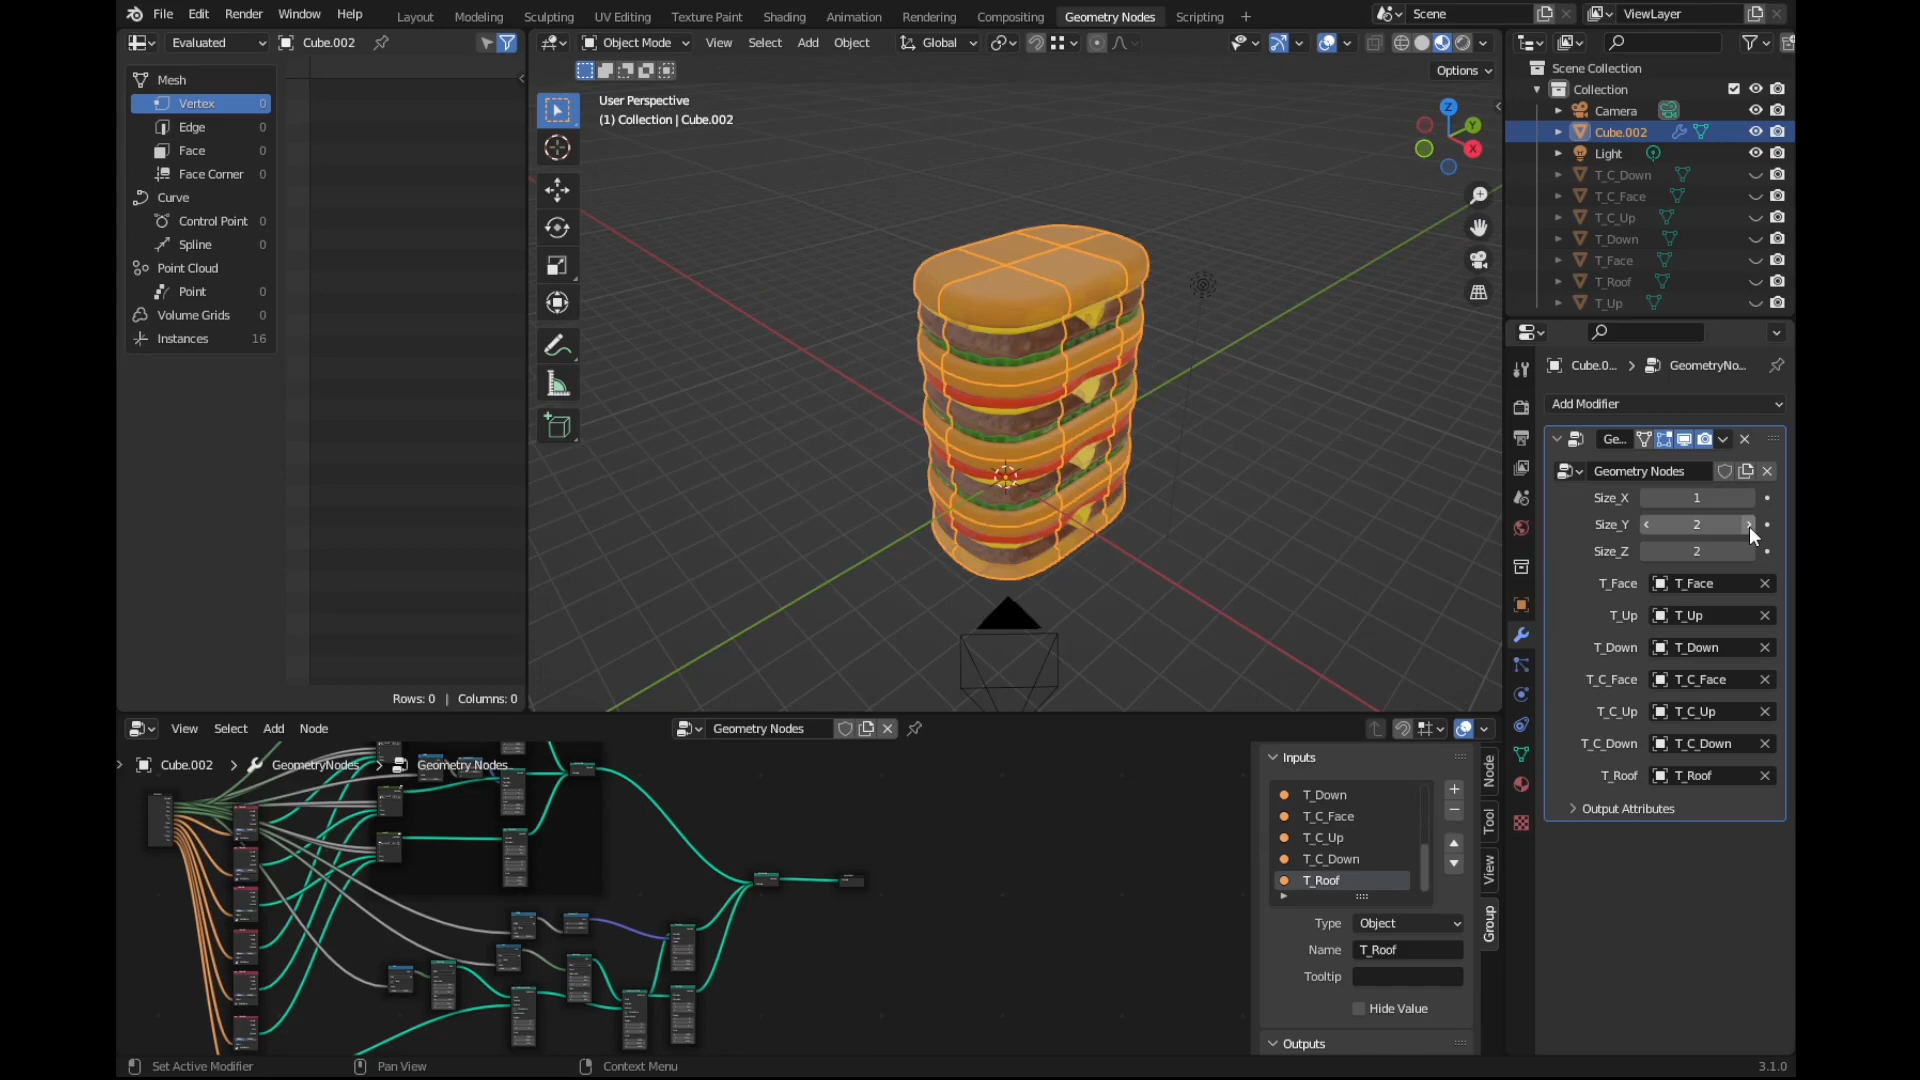 File Edit Render Window Help
Layout Modeling Sculpting UV Editing Texture Paint Shading Animation Rendering Compositing Geometry Nodes Scripting +
Scene
ViewLayer
Evaluated
Cube.002
Object Mode
View Select Add Object
Global
Options
User Perspective
(1) Collection | Cube.002
Z
Y
X
Mesh
Vertex 0
Edge 0
Face 0
Face Corner 0
Curve
Control Point 0
Spline 0
Point Cloud
Point 0
Volume Grids 0
Instances 16
Rows: 0 | Columns: 0
Scene Collection
Collection
Camera
Cube.002
Light
T_C_Down
T_C_Face
T_C_Up
T_Down
T_Face
T_Roof
T_Up
Cube.0... > GeometryNo...
Add Modifier
Ge...
Geometry Nodes
Size_X 1
Size_Y 2
Size_Z 2
T_Face T_Face
T_Up T_Up
T_Down T_Down
T_C_Face T_C_Face
T_C_Up T_C_Up
T_C_Down T_C_Down
T_Roof T_Roof
Output Attributes
View Select Add Node
Geometry Nodes
Cube.002 > GeometryNodes > Geometry Nodes
Inputs
T_Down
T_C_Face
T_C_Up
T_C_Down
T_Roof
Type Object
Name T_Roof
Tooltip
Hide Value
Outputs
Node
Tool
View
Group
Set Active Modifier
Pan View
Context Menu
3.1.0